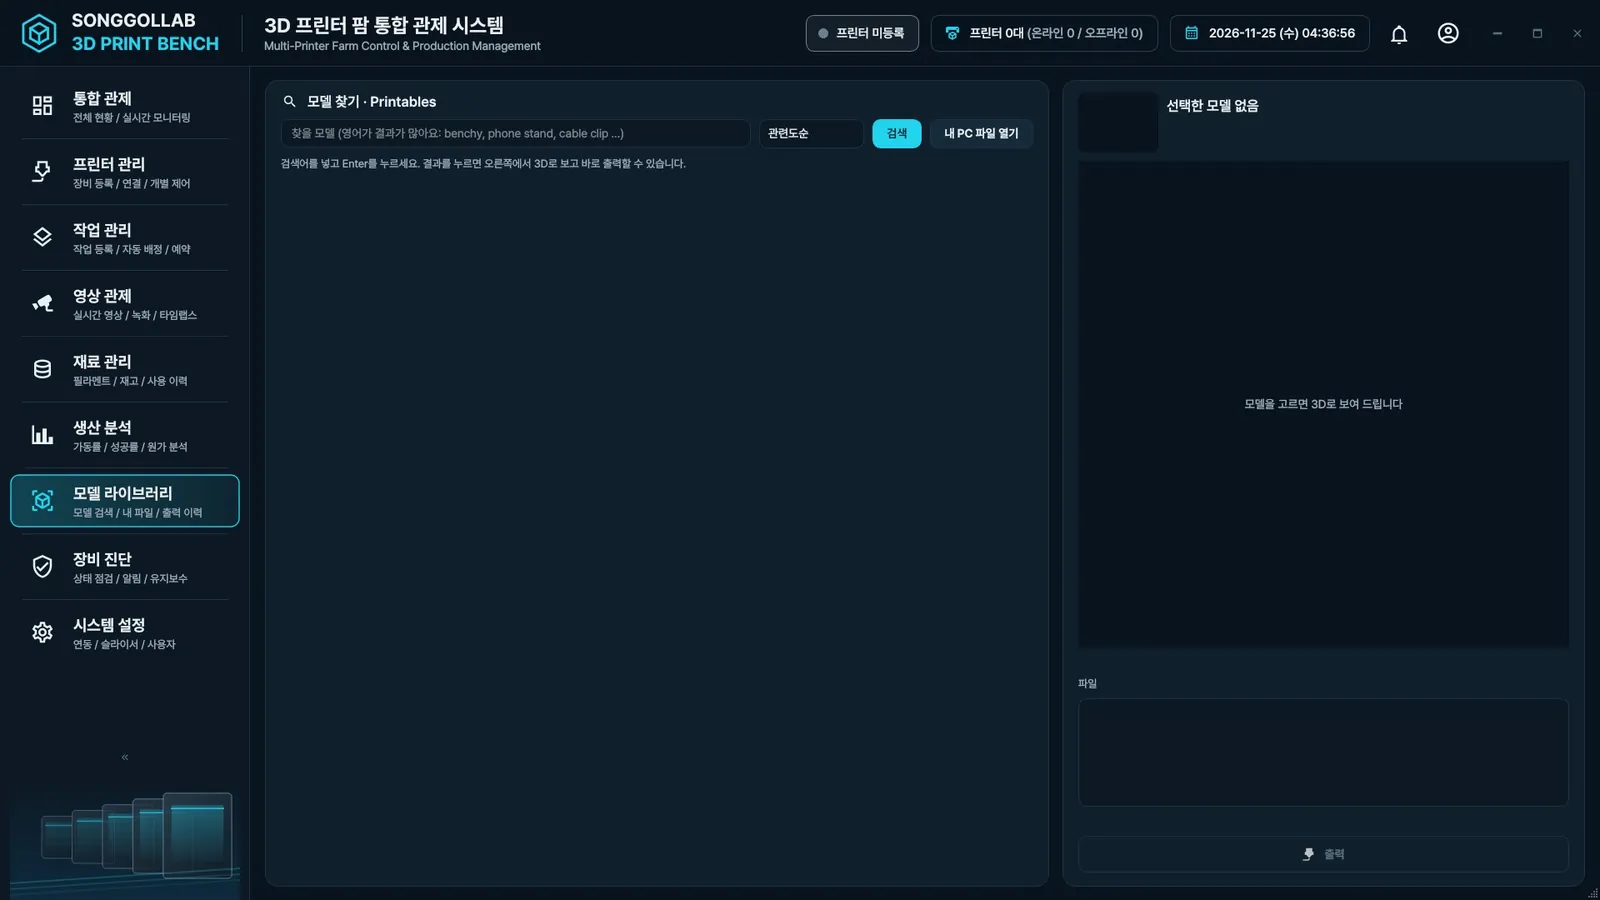 SONGGOLLAB
3D PRINT BENCH
3D 프린터 팜 통합 관제 시스템
Multi-Printer Farm Control & Production Management
프린터 미등록
프린터 0대 (온라인 0 / 오프라인 0)
2026-11-25 (수) 04:36:56
통합 관제
전체 현황 / 실시간 모니터링
프린터 관리
장비 등록 / 연결 / 개별 제어
작업 관리
작업 등록 / 자동 배정 / 예약
영상 관제
실시간 영상 / 녹화 / 타임랩스
재료 관리
필라멘트 / 재고 / 사용 이력
생산 분석
가동률 / 성공률 / 원가 분석
모델 라이브러리
모델 검색 / 내 파일 / 출력 이력
장비 진단
상태 점검 / 알림 / 유지보수
시스템 설정
연동 / 슬라이서 / 사용자
«
모델 찾기 · Printables
찾을 모델 (영어가 결과가 많아요: benchy, phone stand, cable clip ...)
관련도순
검색
내 PC 파일 열기
검색어를 넣고 Enter를 누르세요. 결과를 누르면 오른쪽에서 3D로 보고 바로 출력할 수 있습니다.
선택한 모델 없음
모델을 고르면 3D로 보여 드립니다
파일
출력